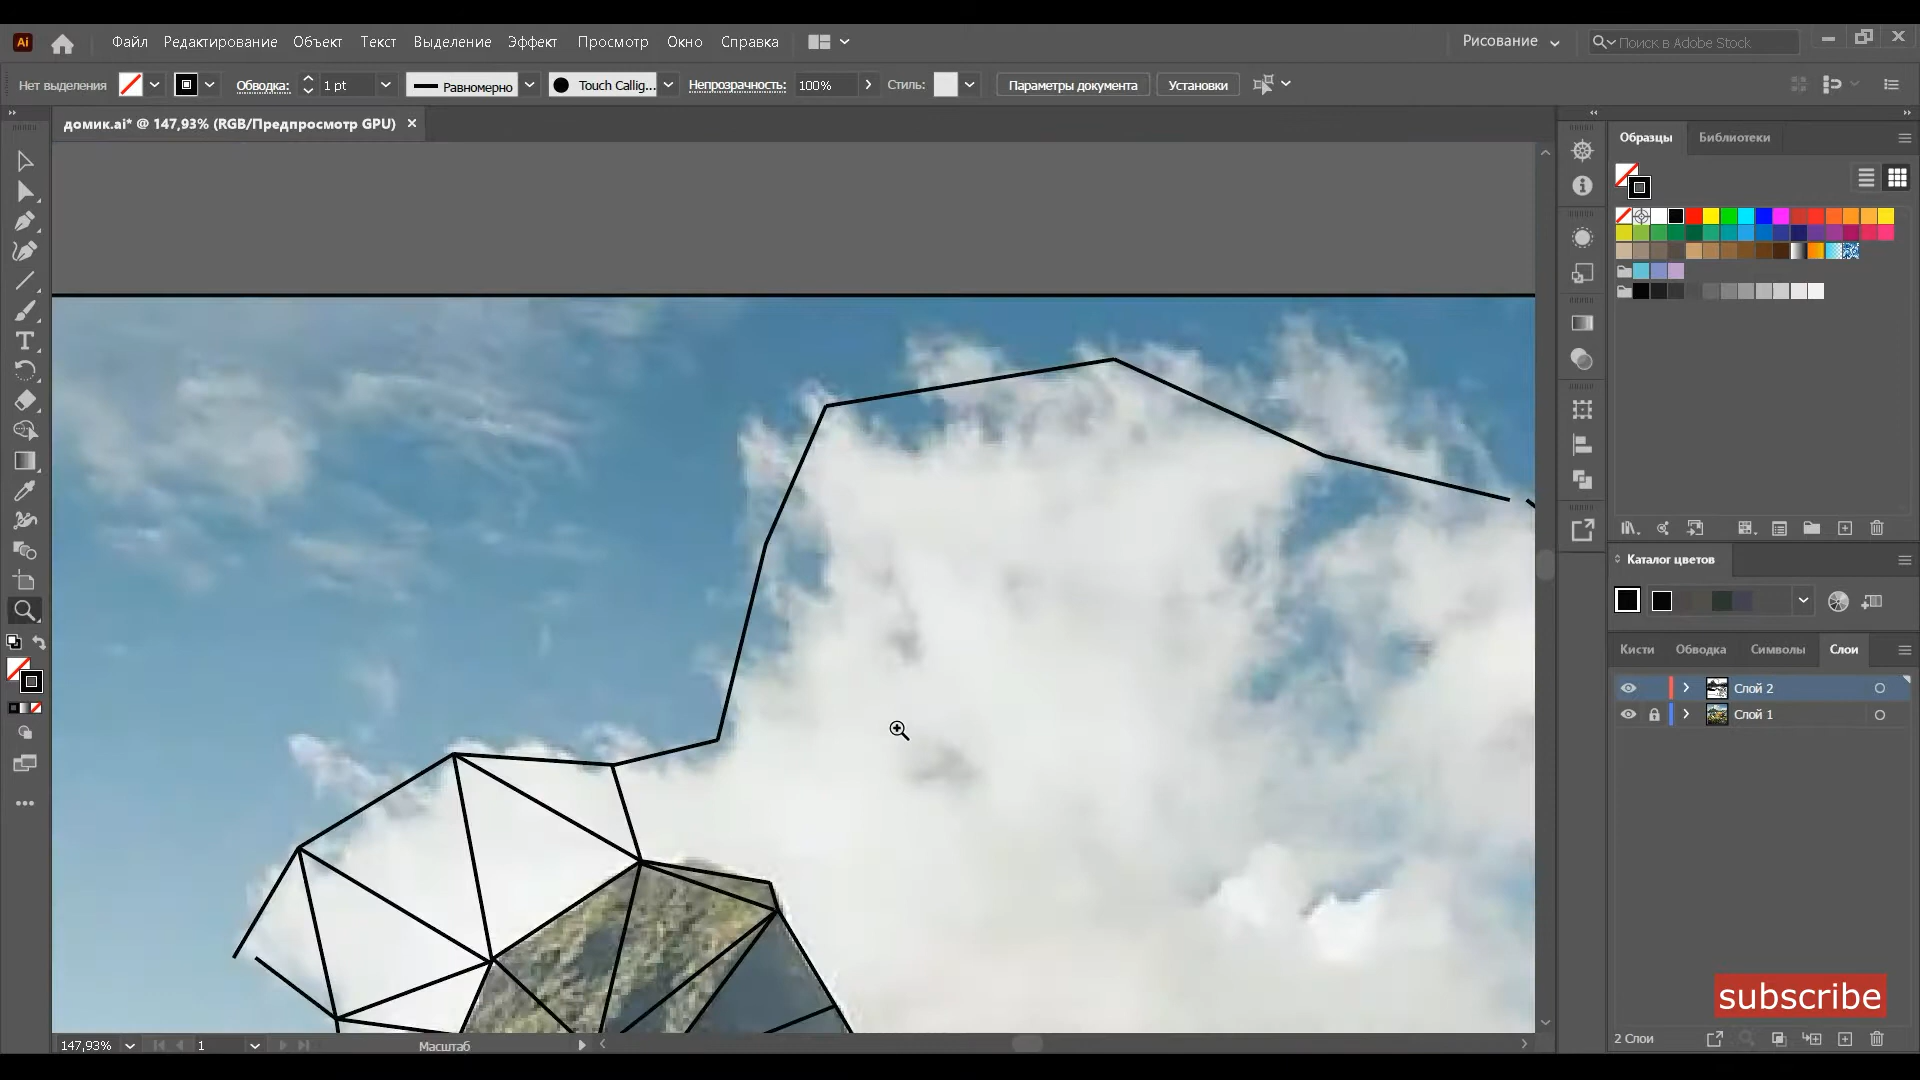 Ai
Файл Редактирование Объект Текст Выделение Эффект Просмотр Окно Справка
Рисование
Поиск в Adobe Stock
Нет выделения
Обводка: 1 pt
Равномерно
Touch Callig...
Непрозрачность: 100%
Стиль:
Параметры документа
Установки
домик.ai* @ 147,93% (RGB/Предпросмотр GPU)
Образцы Библиотеки
Каталог цветов
Кисти Обводка Символы Слои
Слой 2
Слой 1
subscribe
2 Слои
147,93% 1 Масштаб